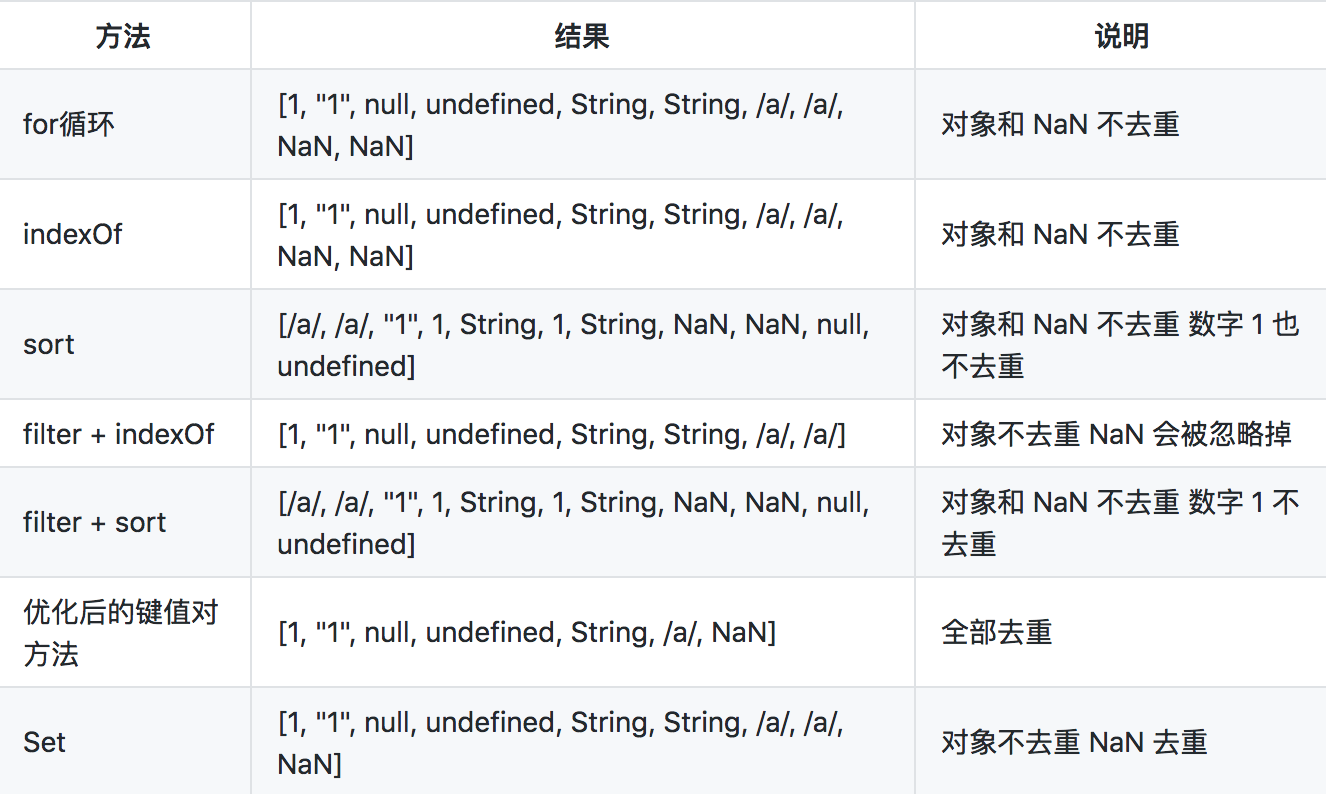 方法
结果
说明
for循环
[1, "1", null, undefined, String, String, /a/, /a/,
NaN, NaN]
对象和 NaN 不去重
indexOf
[1, "1", null, undefined, String, String, /a/, /a/,
NaN, NaN]
对象和 NaN 不去重
sort
[/a/, /a/, "1", 1, String, 1, String, NaN, NaN, null,
undefined]
对象和 NaN 不去重 数字 1 也
不去重
filter + indexOf
[1, "1", null, undefined, String, String, /a/, /a/]
对象不去重 NaN 会被忽略掉
filter + sort
[/a/, /a/, "1", 1, String, 1, String, NaN, NaN, null,
undefined]
对象和 NaN 不去重 数字 1 不
去重
优化后的键值对
方法
[1, "1", null, undefined, String, /a/, NaN]
全部去重
Set
[1, "1", null, undefined, String, String, /a/, /a/,
NaN]
对象不去重 NaN 去重